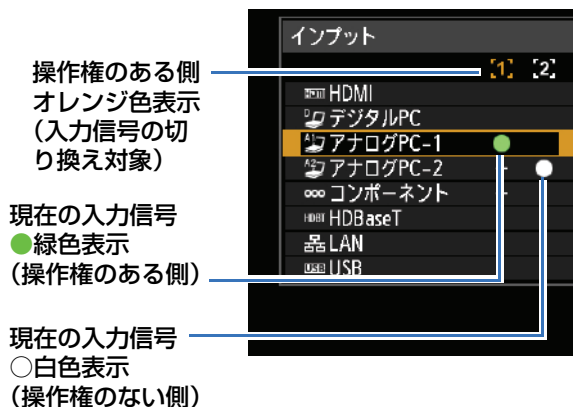 操作権のある側
オレンジ色表示
（入力信号の切
り換え対象）
現在の入力信号
●緑色表示
（操作権のある側）
現在の入力信号
○白色表示
（操作権のない側）
インプット
[1] [2]
HDMI HDMI
D デジタルPC
A1 アナログPC-1
A2 アナログPC-2 -
コンポーネント -
HDBT HDBaseT
LAN
USB USB